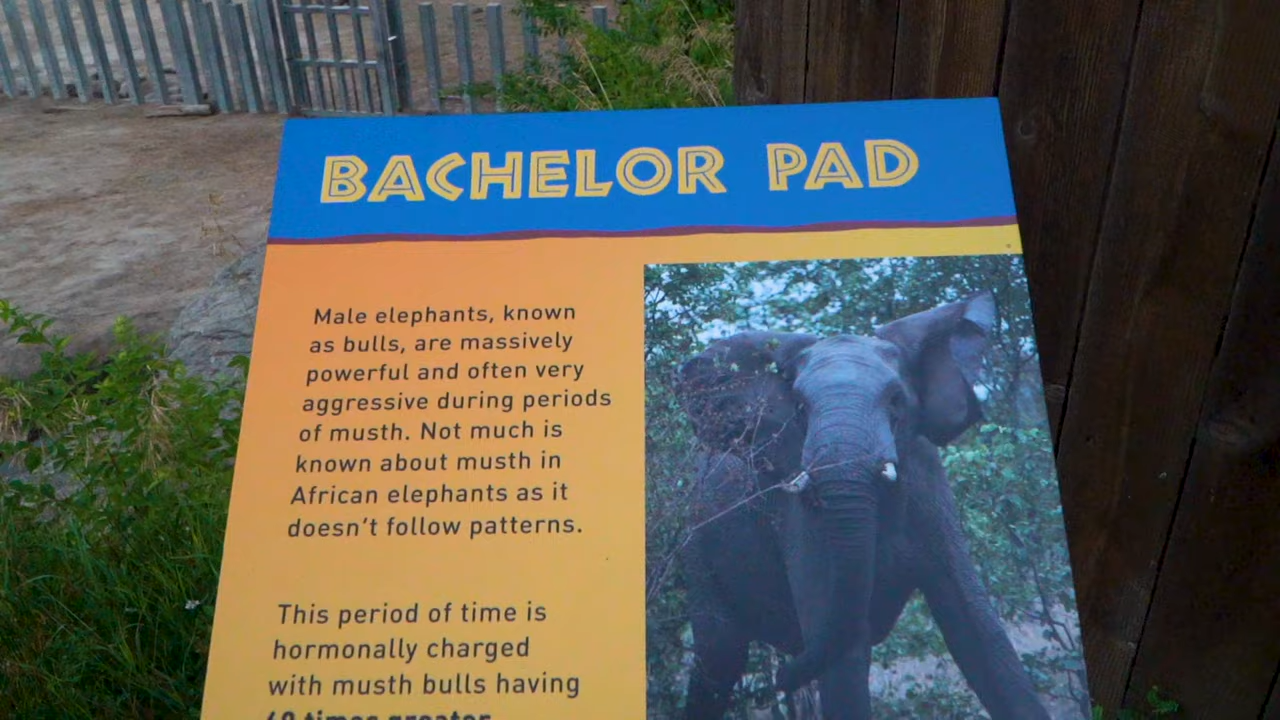 BACHELOR PAD
Male elephants, known
as bulls, are massively
powerful and often very
aggressive during periods
of musth. Not much is
known about musth in
African elephants as it
doesn't follow patterns.
This period of time is
hormonally charged
with musth bulls having
times greater